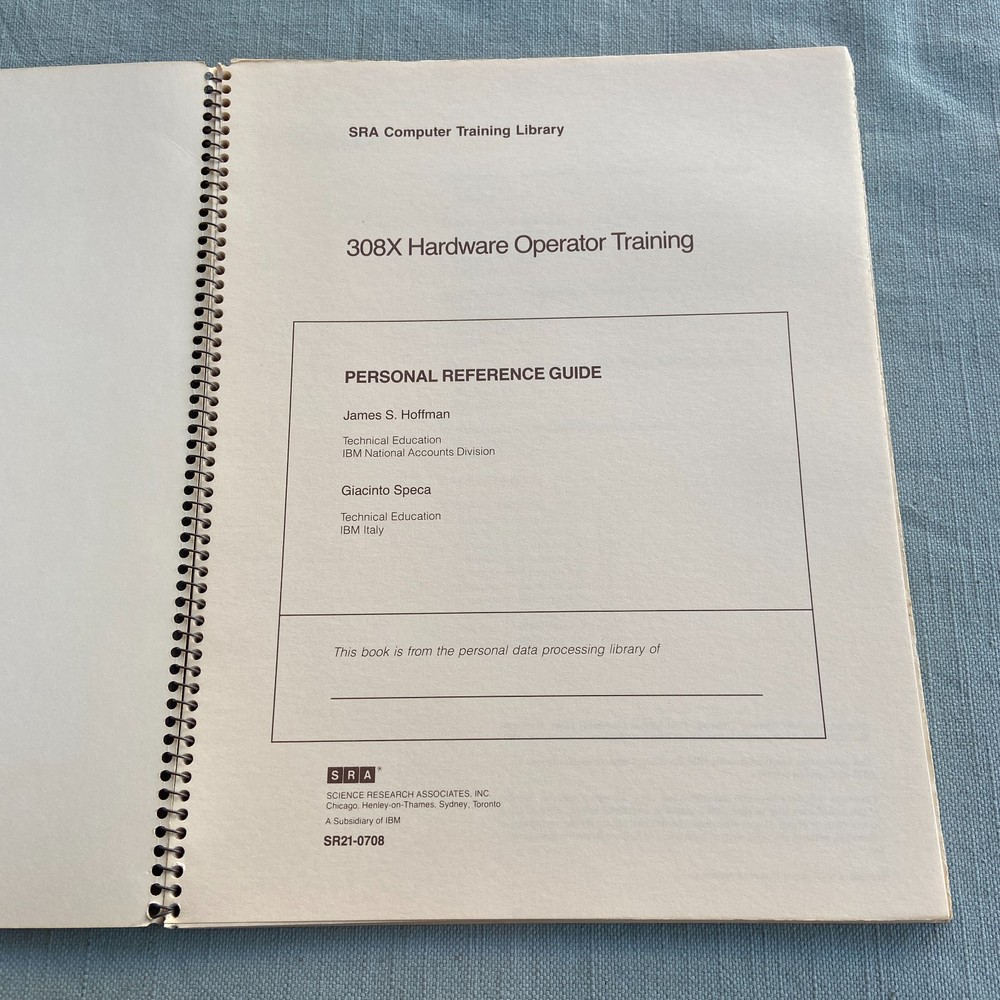 SRA Computer Training Library
308X Hardware Operator Training
PERSONAL REFERENCE GUIDE
James S. Hoffman
Technical Education
IBM National Accounts Division
Giacinto Speca
Technical Education
IBM Italy
This book is from the personal data processing library of
SRA®
SCIENCE RESEARCH ASSOCIATES, INC
Chicago, Henley-on-Thames, Sydney, Toronto
A Subsidiary of IBM
SR21-0708